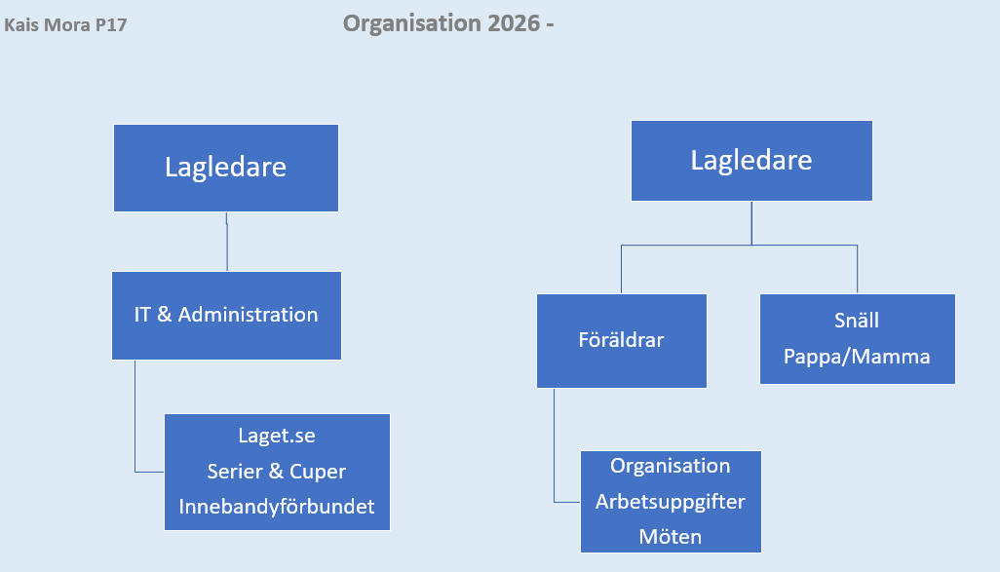 Kais Mora P17
Organisation 2026 -
Lagledare
IT & Administration
Laget.se
Serier & Cuper
Innebandyförbundet
Lagledare
Föräldrar
Snäll
Pappa/Mamma
Organisation
Arbetsuppgifter
Möten